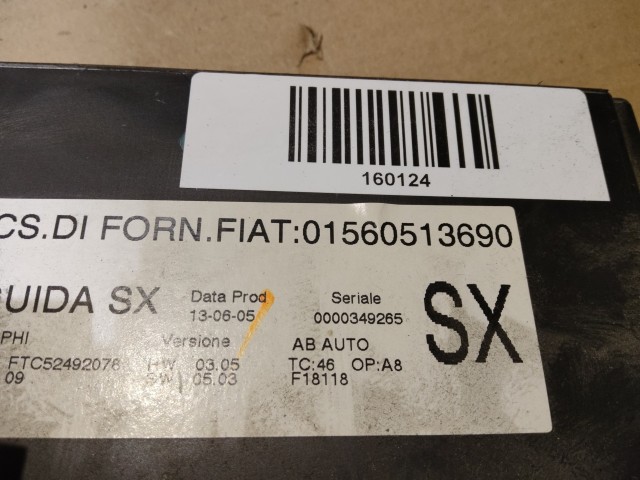 160124
CS.DI FORN.FIAT:01560513690
GUIDA SX
Data Prod
13-06-05
Seriale
0000349265
SX
PHI
FTC52492078
09
Versione
HW 03.05
SW 05.03
AB AUTO
TC:46 OP:A8
F18118